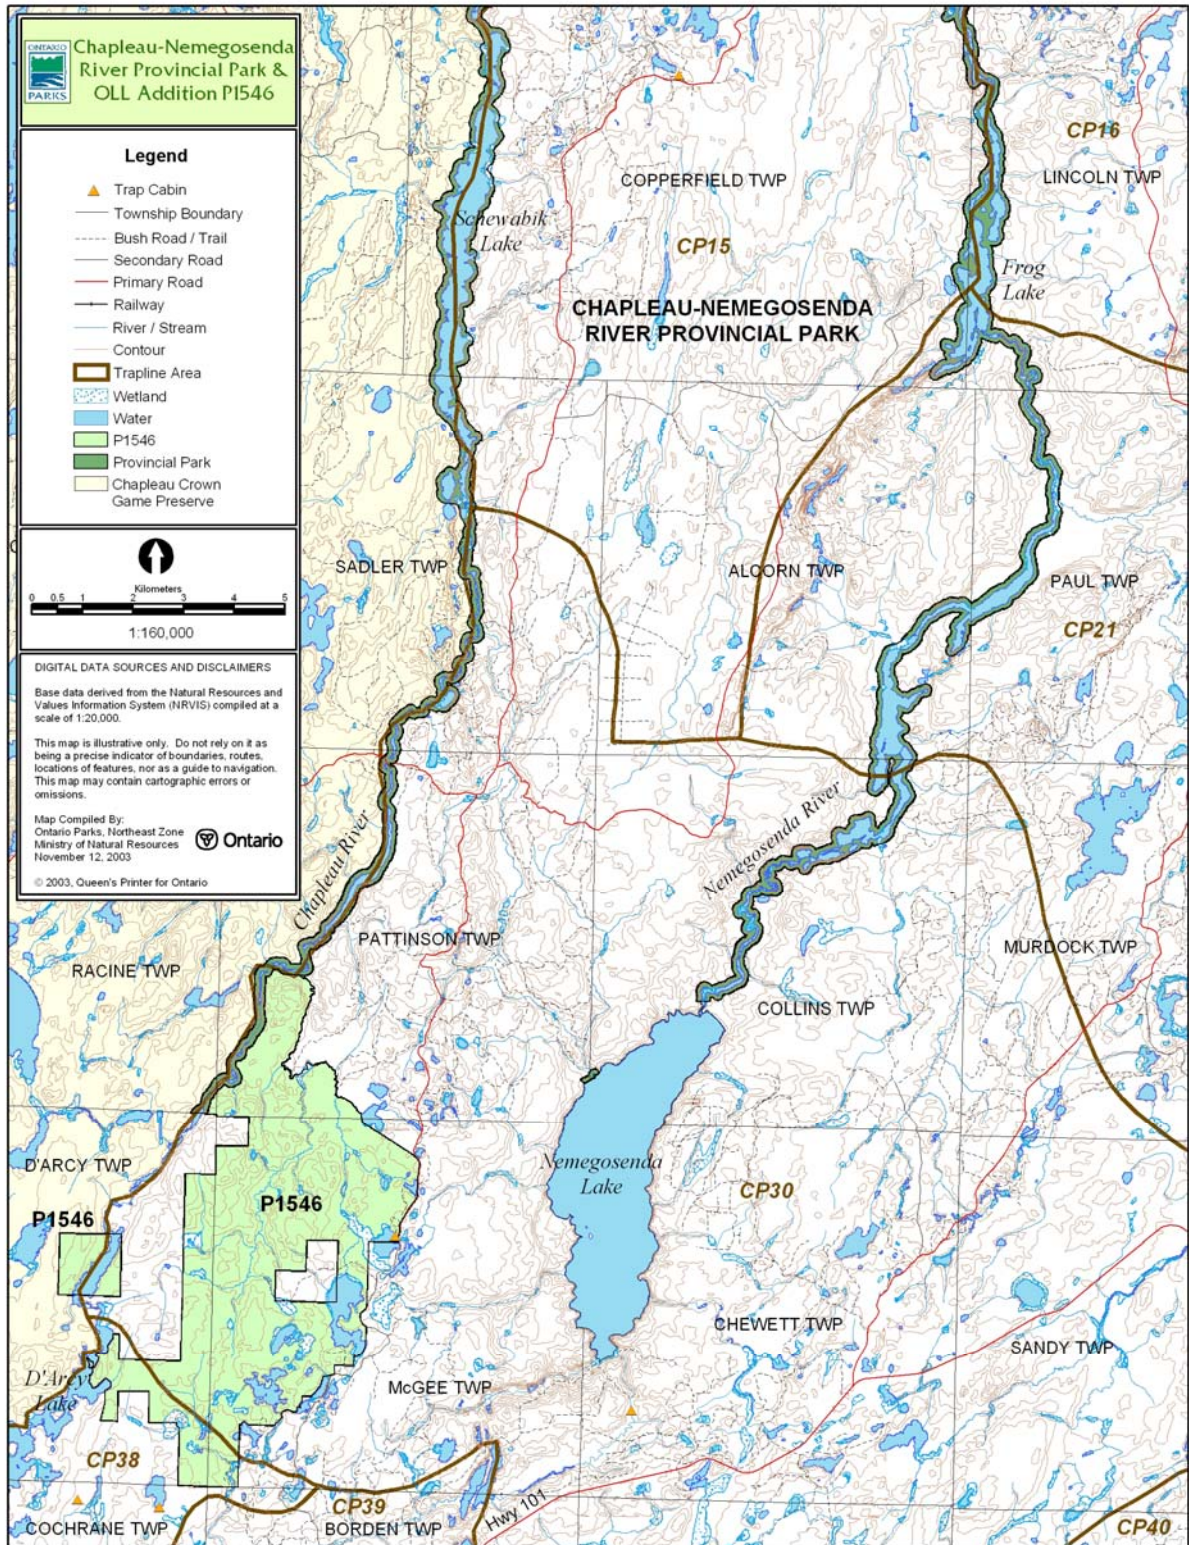 ONTARIO
PARKS
Chapleau-Nemegosenda
River Provincial Park &
OLL Addition P1546
Legend
Trap Cabin
Township Boundary
Bush Road / Trail
Secondary Road
Primary Road
Railway
River / Stream
Contour
Trapline Area
Wetland
Water
P1546
Provincial Park
Chapleau Crown
Game Preserve
Kilometers
0 0.5 1 2 3 4 5
1:160,000
DIGITAL DATA SOURCES AND DISCLAIMERS
Base data derived from the Natural Resources and
Values Information System (NRVIS) compiled at a
scale of 1:20,000.
This map is illustrative only. Do not rely on it as
being a precise indicator of boundaries, routes,
locations of features, nor as a guide to navigation.
This map may contain cartographic errors or
omissions.
Map Compiled By:
Ontario Parks, Northeast Zone
Ministry of Natural Resources
November 12, 2003
Ontario
© 2003, Queen's Printer for Ontario
CP16
COPPERFIELD TWP
LINCOLN TWP
Schewabik
Lake
CP15
Frog
Lake
CHAPLEAU-NEMEGOSENDA
RIVER PROVINCIAL PARK
SADLER TWP
ALCORN TWP
PAUL TWP
CP21
Chapleau River
Nemegosenda River
PATTINSON TWP
MURDOCK TWP
RACINE TWP
COLLINS TWP
D'ARCY TWP
Nemegosenda
Lake
CP30
P1546
P1546
CHEWETT TWP
SANDY TWP
D'Arcy
Lake
McGEE TWP
CP38
CP39
Hwy 101
COCHRANE TWP
BORDEN TWP
CP40